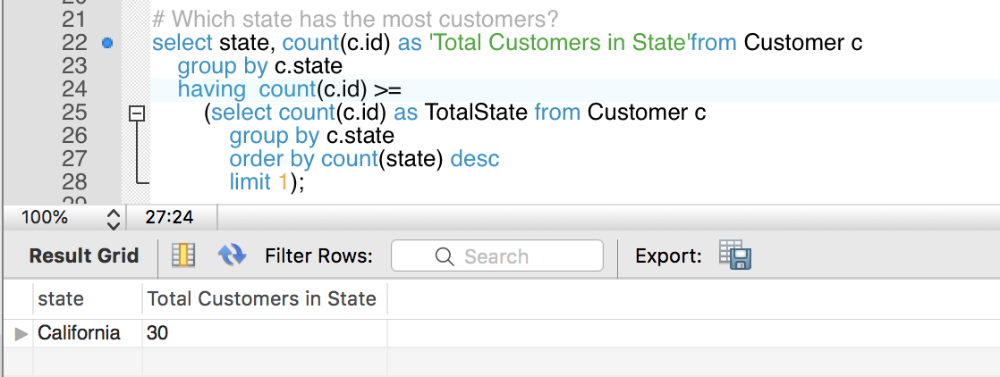 21 # Which state has the most customers?
22 select state, count(c.id) as 'Total Customers in State'from Customer c
23 group by c.state
24 having  count(c.id) >=
25 (select count(c.id) as TotalState from Customer c
26 group by c.state
27 order by count(state) desc
28 limit 1);
100% 27:24
Result Grid Filter Rows: Search Export:
state Total Customers in State
California 30